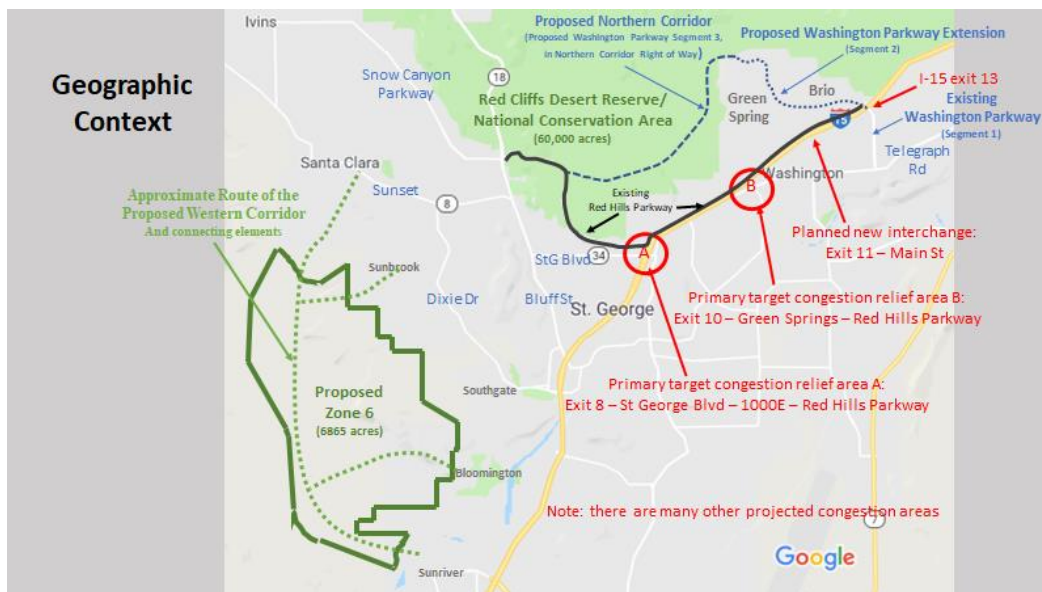 Geographic
Context
Ivins
Proposed Northern Corridor
(Proposed Washington Parkway Segment 3,
in Northern Corridor Right of Way)
Proposed Washington Parkway Extension
(Segment 2)
Snow Canyon
Parkway
18
Red Cliffs Desert Reserve/
National Conservation Area
(60,000 acres)
Green
Spring
Brio
I-15 exit 13
Existing
Washington Parkway
(Segment 1)
15
Telegraph
Rd
Santa Clara
Sunset
8
Approximate Route of the
Proposed Western Corridor
And connecting elements
Existing
Red Hills Parkway
B
Washington
Planned new interchange:
Exit 11 – Main St
A
StG Blvd
34
Sunbrook
Dixie Dr
Bluff St
St. George
Primary target congestion relief area B:
Exit 10 – Green Springs – Red Hills Parkway
Primary target congestion relief area A:
Exit 8 – St George Blvd – 1000E – Red Hills Parkway
Southgate
Proposed
Zone 6
(6865 acres)
Bloomington
Note: there are many other projected congestion areas
7
Google
Sunriver